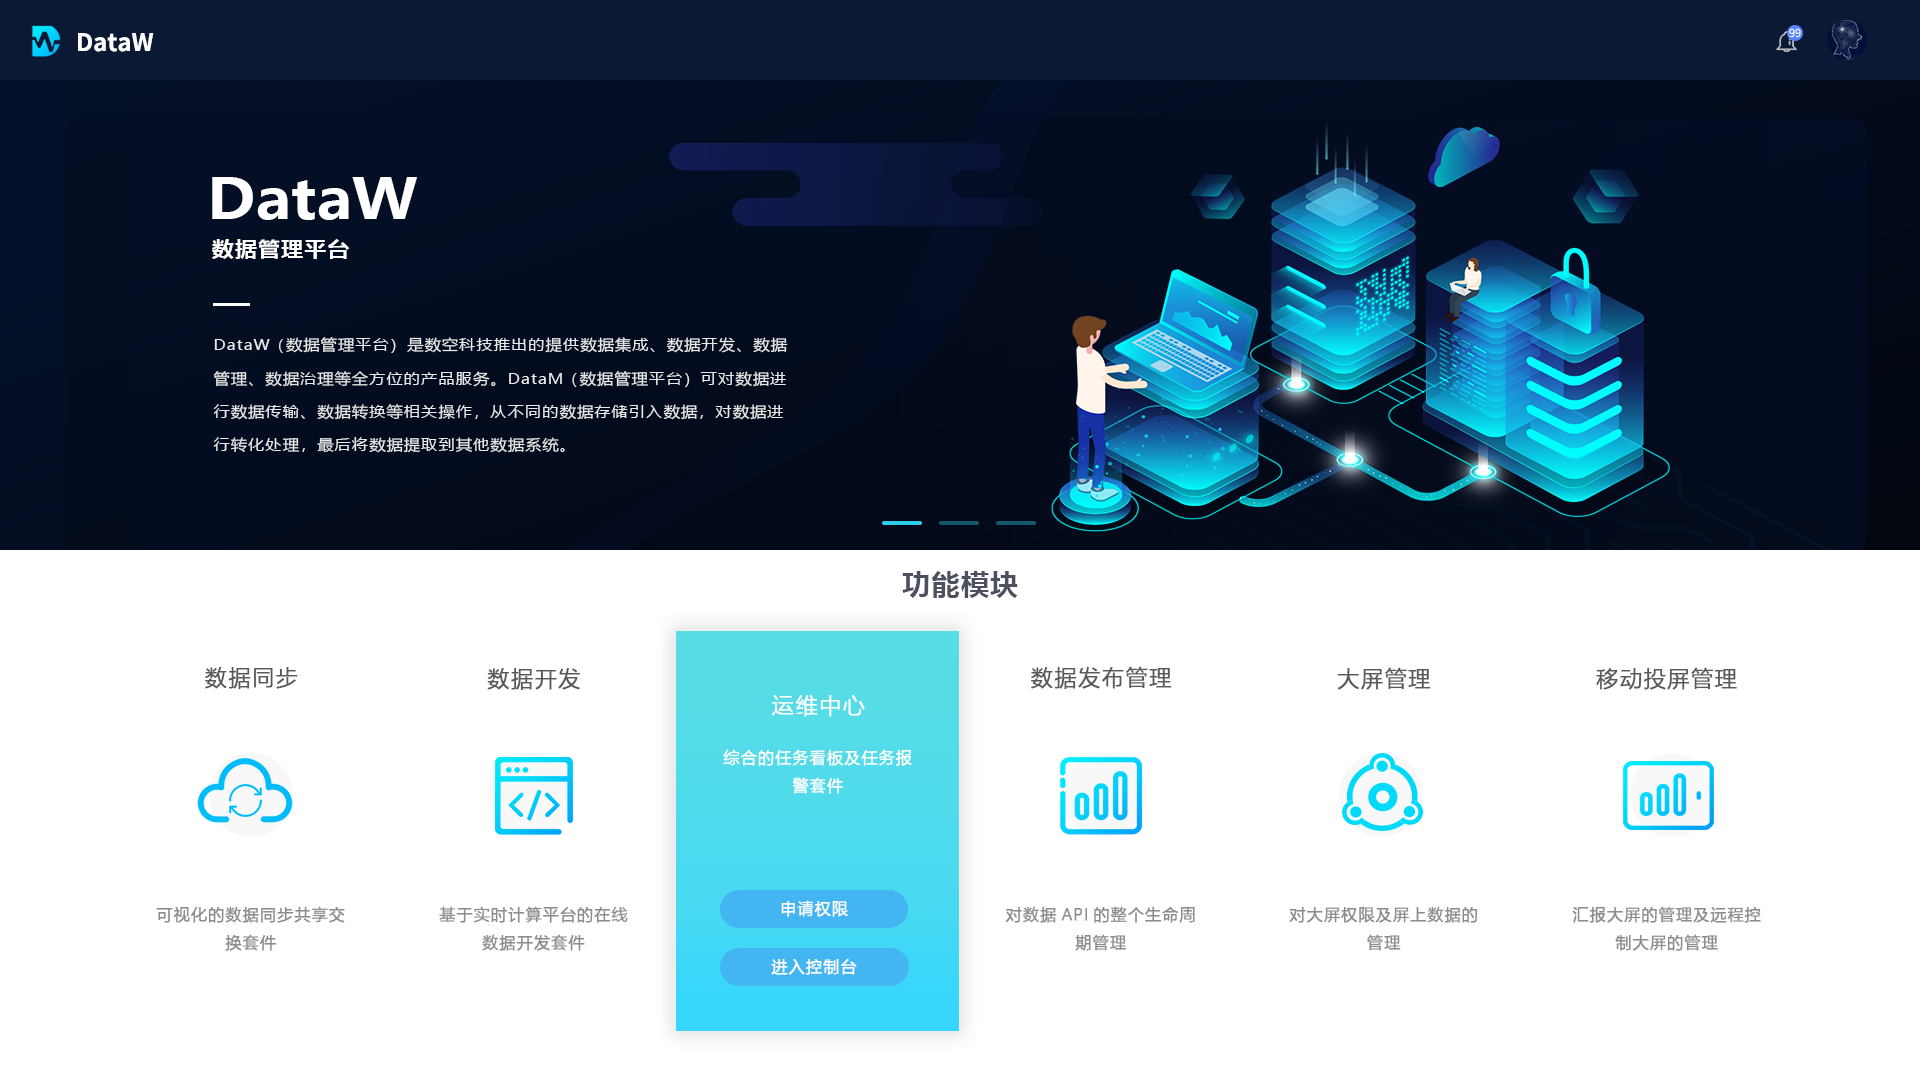 DataW
99
DataW
数据管理平台
DataW（数据管理平台）是数空科技推出的提供数据集成、数据开发、数据
管理、数据治理等全方位的产品服务。DataM（数据管理平台）可对数据进
行数据传输、数据转换等相关操作，从不同的数据存储引入数据，对数据进
行转化处理，最后将数据提取到其他数据系统。
功能模块
数据同步
可视化的数据同步共享交
换套件
数据开发
基于实时计算平台的在线
数据开发套件
运维中心
综合的任务看板及任务报
警套件
申请权限
进入控制台
数据发布管理
对数据 API 的整个生命周
期管理
大屏管理
对大屏权限及屏上数据的
管理
移动投屏管理
汇报大屏的管理及远程控
制大屏的管理